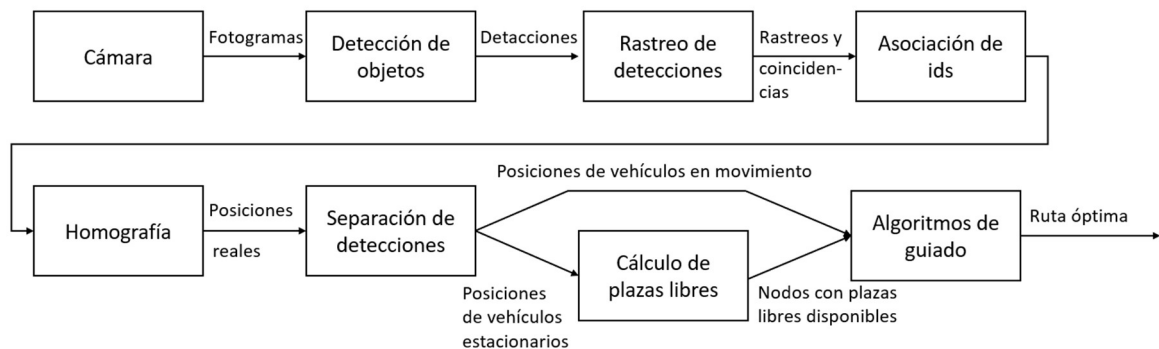 Cámara
Fotogramas
Detección de
objetos
Detacciones
Rastreo de
detecciones
Rastreos y
coinciden-
cias
Asociación de
ids
Homografía
Posiciones
reales
Separación de
detecciones
Posiciones de vehículos en movimiento
Posiciones
de vehículos
estacionarios
Cálculo de
plazas libres
Nodos con plazas
libres disponibles
Algoritmos de
guiado
Ruta óptima